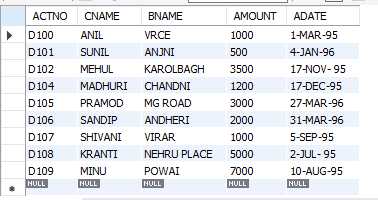 ACTNO CNAME BNAME AMOUNT ADATE
D100 ANIL VRCE 1000 1-MAR-95
D101 SUNIL ANJNI 500 4-JAN-96
D102 MEHUL KAROLBAGH 3500 17-NOV- 95
D104 MADHURI CHANDNI 1200 17-DEC-95
D105 PRAMOD MG ROAD 3000 27-MAR-96
D106 SANDIP ANDHERI 2000 31-MAR-96
D107 SHIVANI VIRAR 1000 5-SEP-95
D108 KRANTI NEHRU PLACE 5000 2-JUL- 95
D109 MINU POWAI 7000 10-AUG-95
NULL NULL NULL NULL NULL